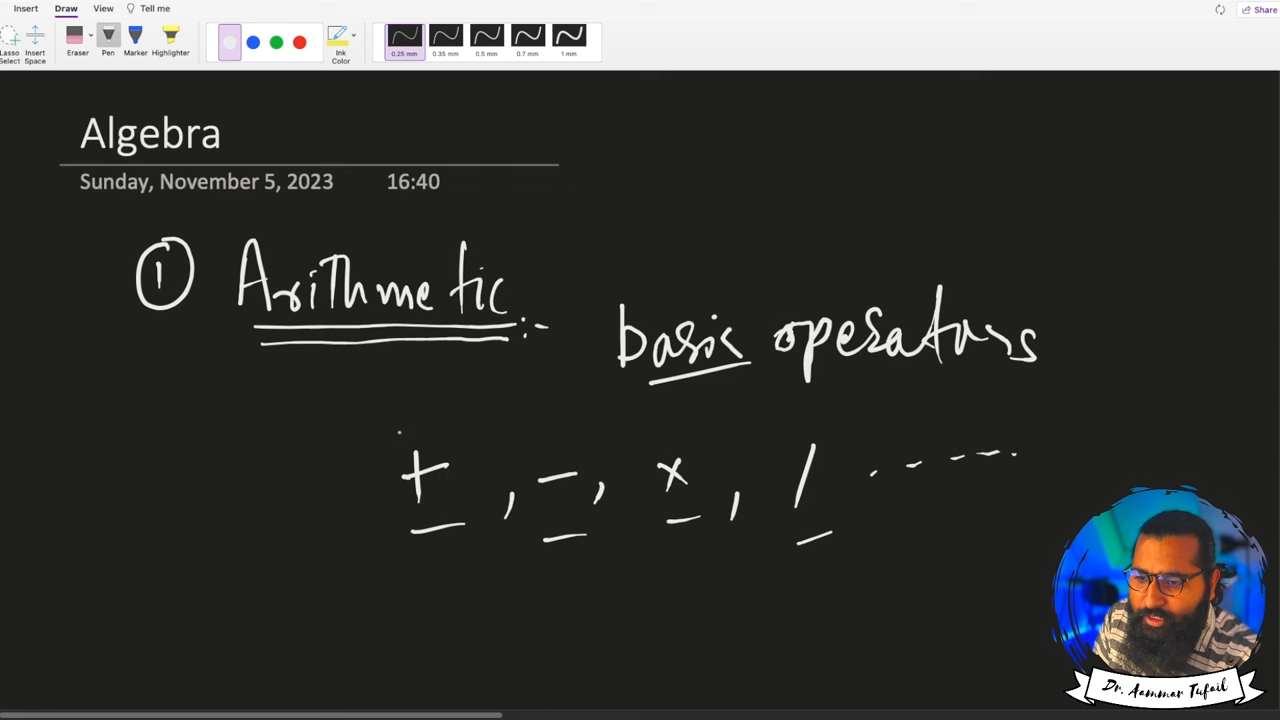 Insert Draw View Tell me
Share
Lasso Select
Insert Space
Eraser
Pen
Marker
Highlighter
Ink Color
0.25 mm
0.35 mm
0.5 mm
0.7 mm
1 mm
Algebra
Sunday, November 5, 2023 16:40
① Arithmetic :-
basic operators
+ , - , × , / ------
Dr. Aammar Tufail